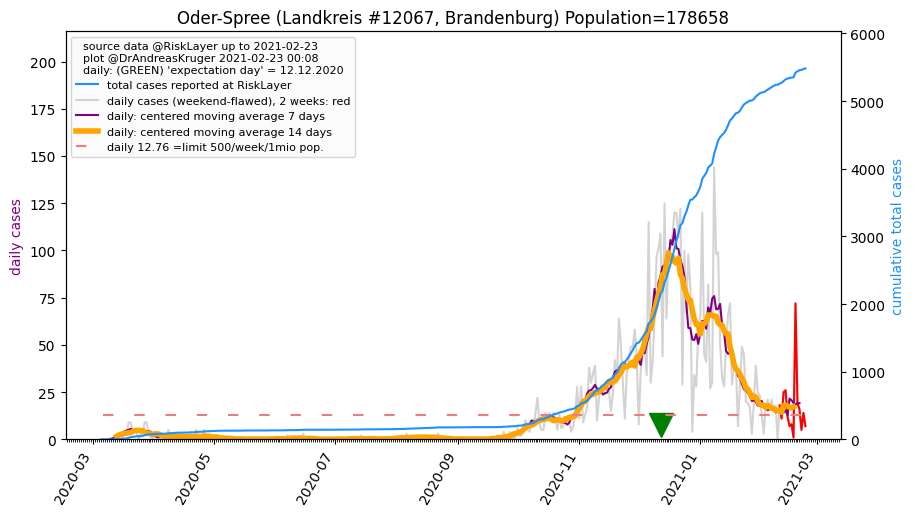 Oder-Spree (Landkreis #12067, Brandenburg) Population=178658
source data @RiskLayer up to 2021-02-23
plot @DrAndreasKruger 2021-02-23 00:08
daily: (GREEN) 'expectation day' = 12.12.2020
total cases reported at RiskLayer
daily cases (weekend-flawed), 2 weeks: red
daily: centered moving average 7 days
daily: centered moving average 14 days
daily 12.76 =limit 500/week/1mio pop.
daily cases
200
175
150
125
100
75
50
25
0
cumulative total cases
6000
5000
4000
3000
2000
1000
0
2020-03
2020-05
2020-07
2020-09
2020-11
2021-01
2021-03